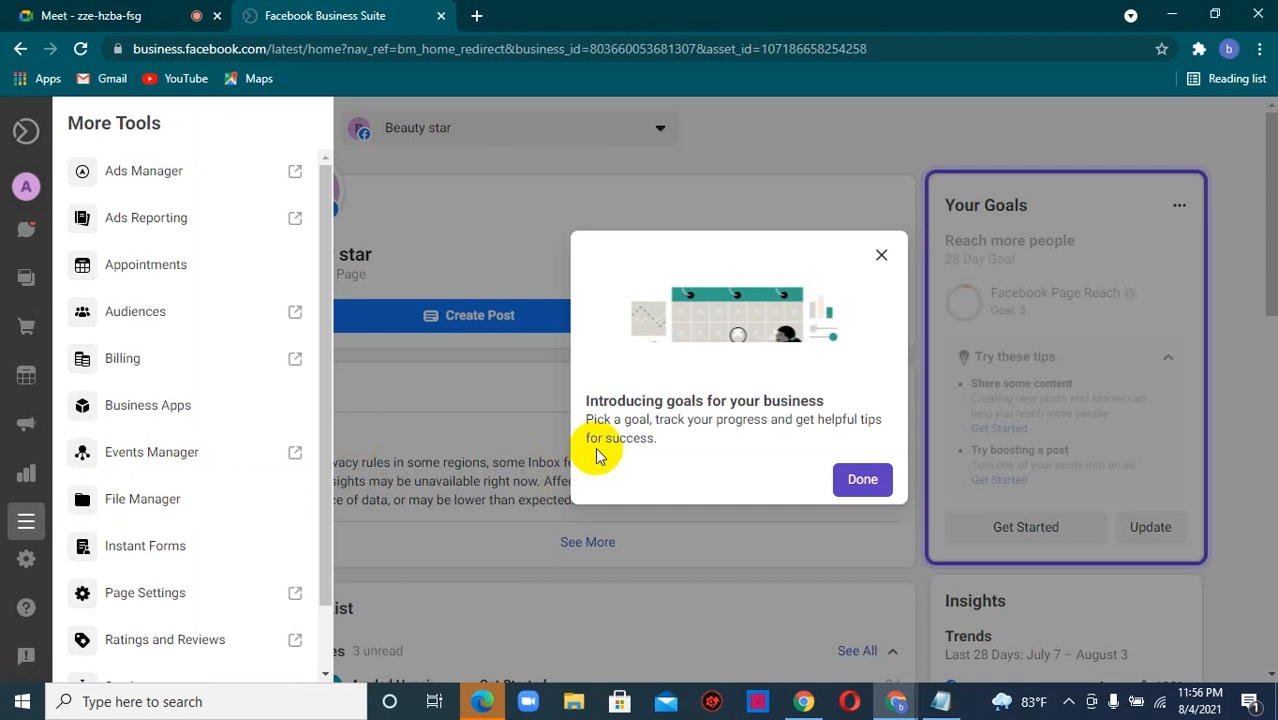 Meet - zze-hzba-fsg
Facebook Business Suite
business.facebook.com/latest/home?nav_ref=bm_home_redirect&business_id=803660053681307&asset_id=107186658254258
b
Apps
Gmail
YouTube
Maps
Reading list
More Tools
A
Ads Manager
Ads Reporting
Appointments
Audiences
Billing
Business Apps
Events Manager
File Manager
Instant Forms
Page Settings
Ratings and Reviews
Beauty star
star
Page
Create Post
vacy rules in some regions, some Inbox fe
sights may be unavailable right now. Affe
ce of data, or may be lower than expected.
See More
ist
es 3 unread
See All
Introducing goals for your business
Pick a goal, track your progress and get helpful tips
for success.
Done
Your Goals
Reach more people
28 Day Goal
Facebook Page Reach
Goal: 5
Try these tips
Share some content
Creating new posts and stories can
help you reach more people
Get Started
Try boosting a post
Turn one of your posts into an ad.
Get Started
Get Started
Update
Insights
Trends
Last 28 Days: July 7 – August 3
Type here to search
83°F
11:56 PM
8/4/2021
1